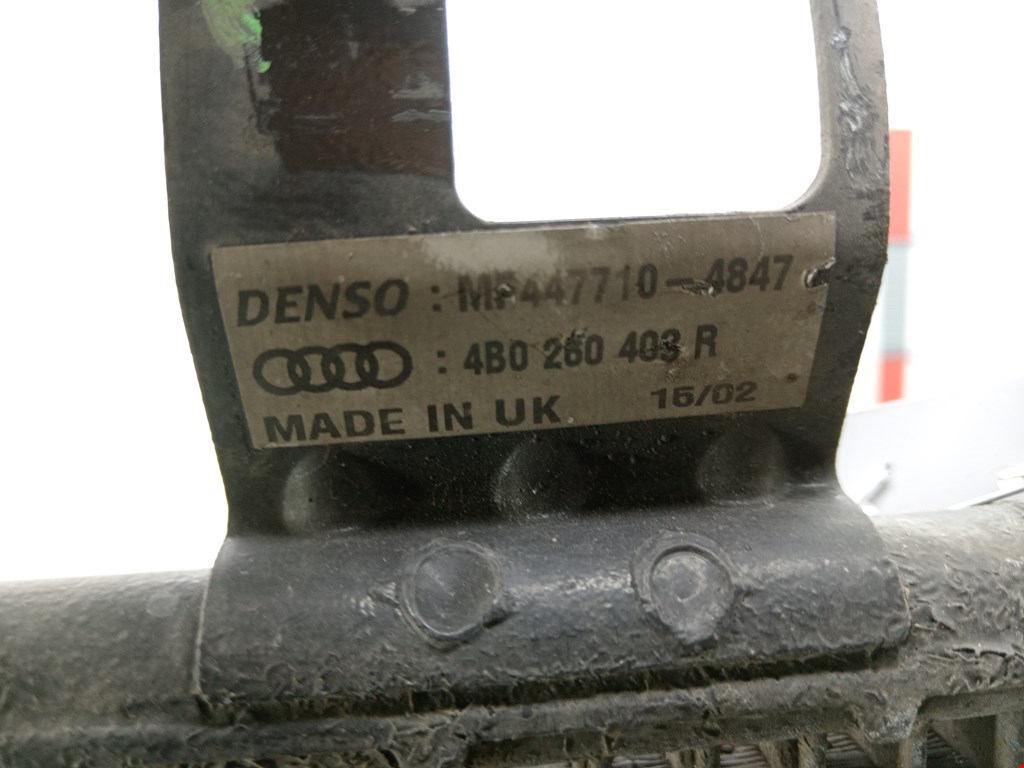 DENSO : MF447710-4847
: 4B0 260 403 R
MADE IN UK 15/02